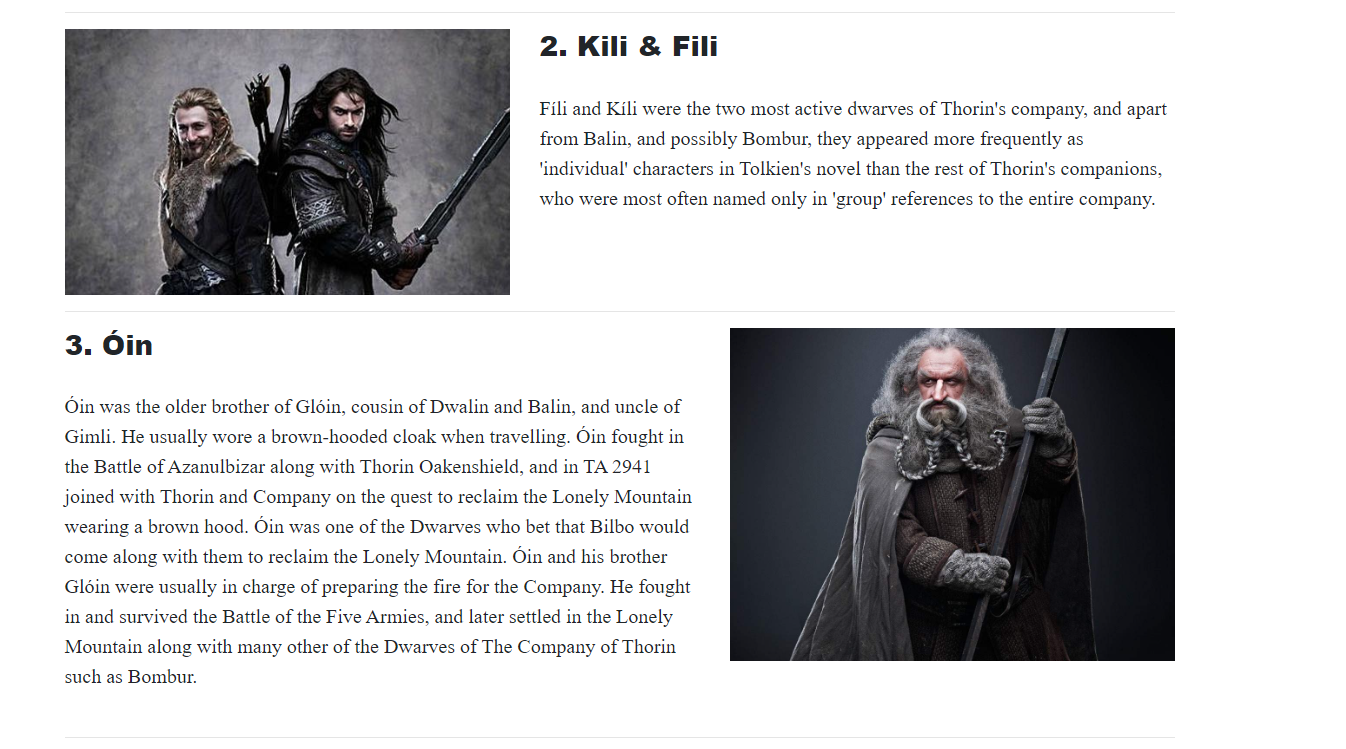 2. Kili & Fili
Fíli and Kíli were the two most active dwarves of Thorin's company, and apart
from Balin, and possibly Bombur, they appeared more frequently as
'individual' characters in Tolkien's novel than the rest of Thorin's companions,
who were most often named only in 'group' references to the entire company.
3. Óin
Óin was the older brother of Glóin, cousin of Dwalin and Balin, and uncle of
Gimli. He usually wore a brown-hooded cloak when travelling. Óin fought in
the Battle of Azanulbizar along with Thorin Oakenshield, and in TA 2941
joined with Thorin and Company on the quest to reclaim the Lonely Mountain
wearing a brown hood. Óin was one of the Dwarves who bet that Bilbo would
come along with them to reclaim the Lonely Mountain. Óin and his brother
Glóin were usually in charge of preparing the fire for the Company. He fought
in and survived the Battle of the Five Armies, and later settled in the Lonely
Mountain along with many other of the Dwarves of The Company of Thorin
such as Bombur.